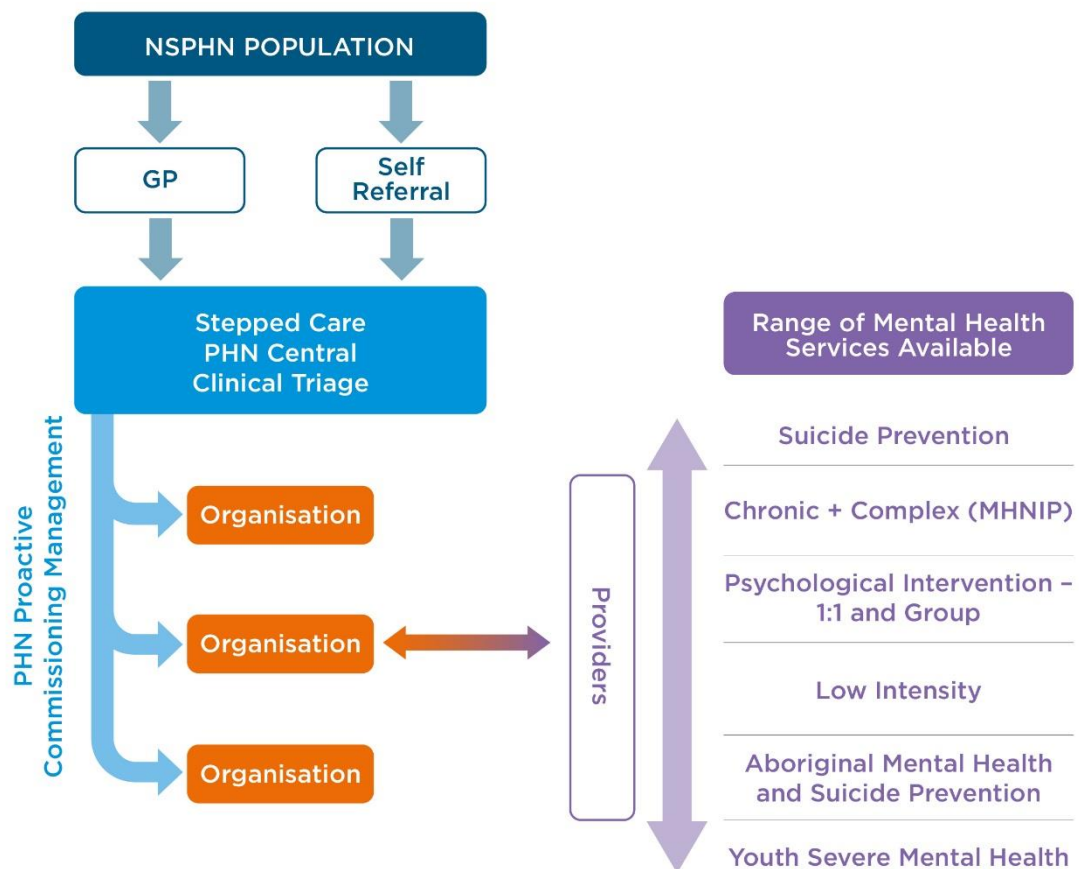 NSPHN POPULATION
GP
Self
Referral
Stepped Care
PHN Central
Clinical Triage
PHN Proactive
Commissioning Management
Organisation
Organisation
Organisation
Providers
Range of Mental Health
Services Available
Suicide Prevention
Chronic + Complex (MHNIP)
Psychological Intervention –
1:1 and Group
Low Intensity
Aboriginal Mental Health
and Suicide Prevention
Youth Severe Mental Health